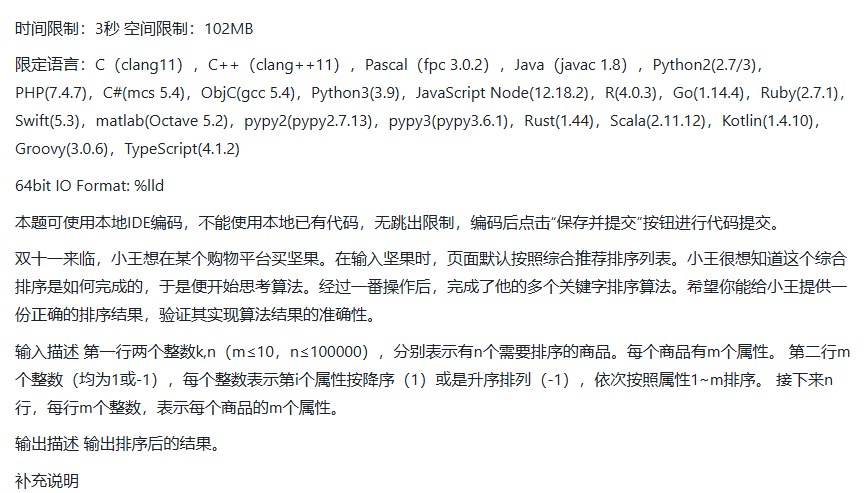 时间限制：3秒 空间限制：102MB
限定语言：C（clang11），C++（clang++11），Pascal（fpc 3.0.2），Java（javac 1.8），Python2(2.7/3)，
PHP(7.4.7)，C#(mcs 5.4)，ObjC(gcc 5.4)，Python3(3.9)，JavaScript Node(12.18.2)，R(4.0.3)，Go(1.14.4)，Ruby(2.7.1)，
Swift(5.3)，matlab(Octave 5.2)，pypy2(pypy2.7.13)，pypy3(pypy3.6.1)，Rust(1.44)，Scala(2.11.12)，Kotlin(1.4.10)，
Groovy(3.0.6)，TypeScript(4.1.2)
64bit IO Format: %lld
本题可使用本地IDE编码，不能使用本地已有代码，无跳出限制，编码后点击“保存并提交”按钮进行代码提交。
双十一来临，小王想在某个购物平台买坚果。在输入坚果时，页面默认按照综合推荐排序列表。小王很想知道这个综合
排序是如何完成的，于是便开始思考算法。经过一番操作后，完成了他的多个关键字排序算法。希望你能给小王提供一
份正确的排序结果，验证其实现算法结果的准确性。
输入描述 第一行两个整数k,n（m≤10，n≤100000），分别表示有n个需要排序的商品。每个商品有m个属性。 第二行m
个整数（均为1或-1），每个整数表示第i个属性按降序（1）或是升序排列（-1），依次按照属性1~m排序。 接下来n
行，每行m个整数，表示每个商品的m个属性。
输出描述 输出排序后的结果。
补充说明